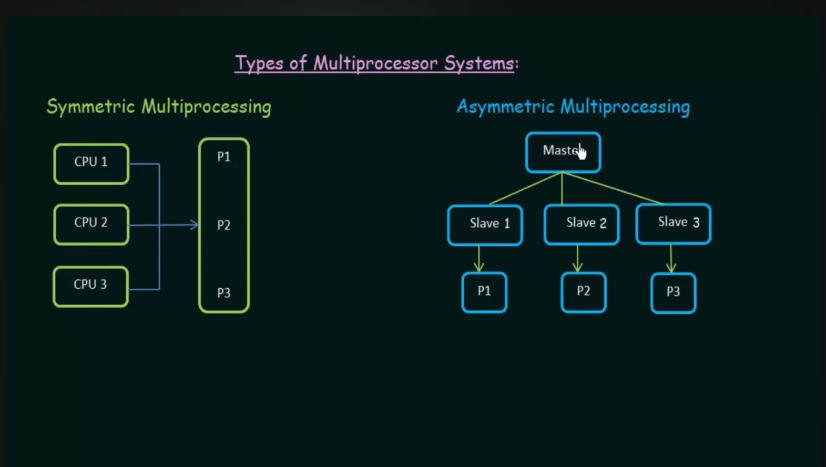 Types of Multiprocessor Systems:
Symmetric Multiprocessing
CPU 1
CPU 2
CPU 3
P1
P2
P3
Asymmetric Multiprocessing
Slave 1
Slave 2
Slave 3
P1
P2
P3